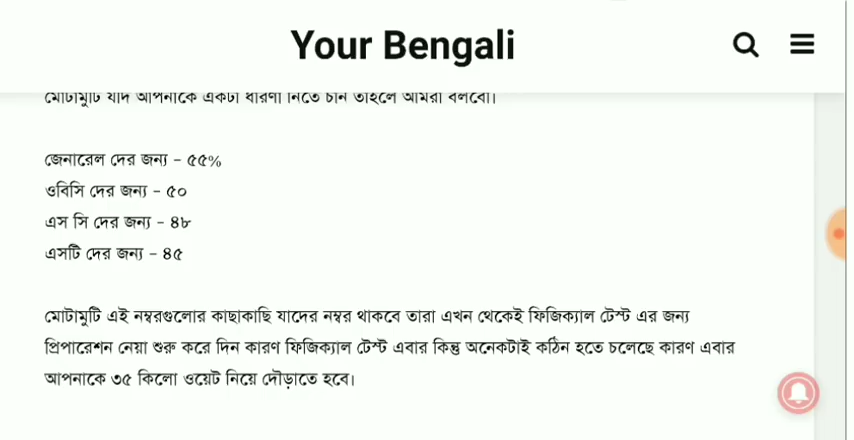 Your Bengali
মোটামুটি যদি আপনাকে একটা ধারণা নিতে চান তাহলে আমরা বলবো।
জেনারেল দের জন্য – ৫৫%
ওবিসি দের জন্য – ৫০
এস সি দের জন্য – ৪৮
এসটি দের জন্য – ৪৫
মোটামুটি এই নম্বরগুলোর কাছাকাছি যাদের নম্বর থাকবে তারা এখন থেকেই ফিজিক্যাল টেস্ট এর জন্য
প্রিপারেশন নেয়া শুরু করে দিন কারণ ফিজিক্যাল টেস্ট এবার কিন্তু অনেকটাই কঠিন হতে চলেছে কারণ এবার
আপনাকে ৩৫ কিলো ওয়েট নিয়ে দৌড়াতে হবে।